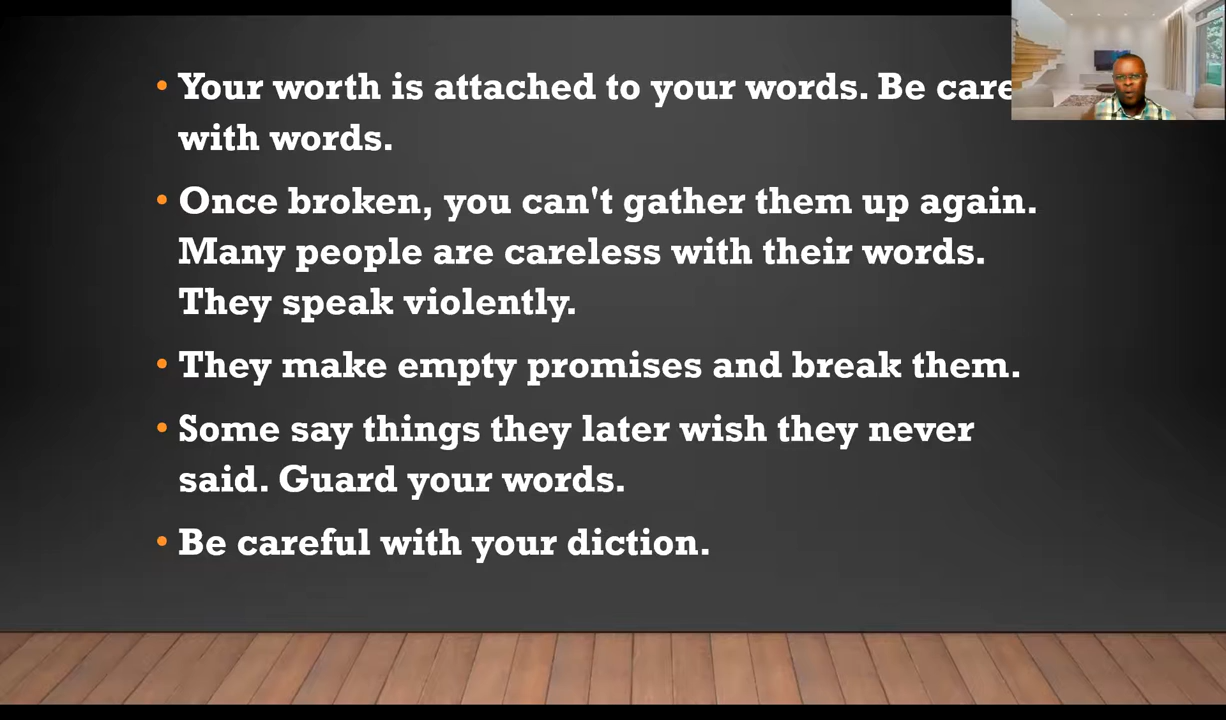 • Your worth is attached to your words. Be care
with words.
• Once broken, you can't gather them up again.
Many people are careless with their words.
They speak violently.
• They make empty promises and break them.
• Some say things they later wish they never
said. Guard your words.
• Be careful with your diction.